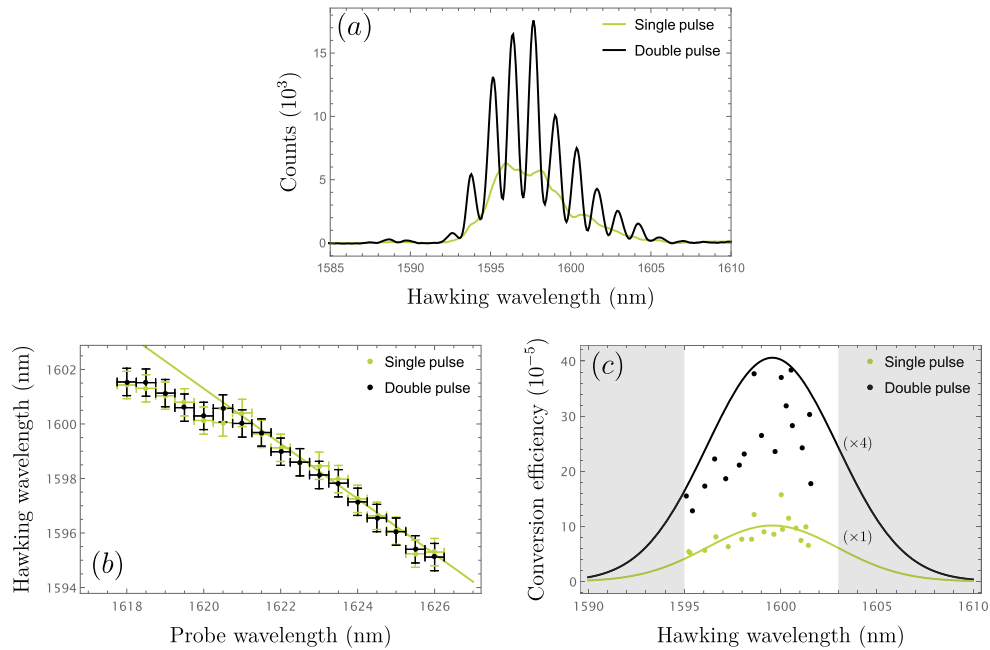 (a)
Single pulse
Double pulse
Counts (10³)
15
10
5
0
1585 1590 1595 1600 1605 1610
Hawking wavelength (nm)
Hawking wavelength (nm)
1602
1600
1598
1596
1594
Single pulse
Double pulse
(b)
1618 1620 1622 1624 1626
Probe wavelength (nm)
Conversion efficiency (10⁻⁵)
40
30
20
10
0
(c)
Single pulse
Double pulse
(×4)
(×1)
1590 1595 1600 1605 1610
Hawking wavelength (nm)